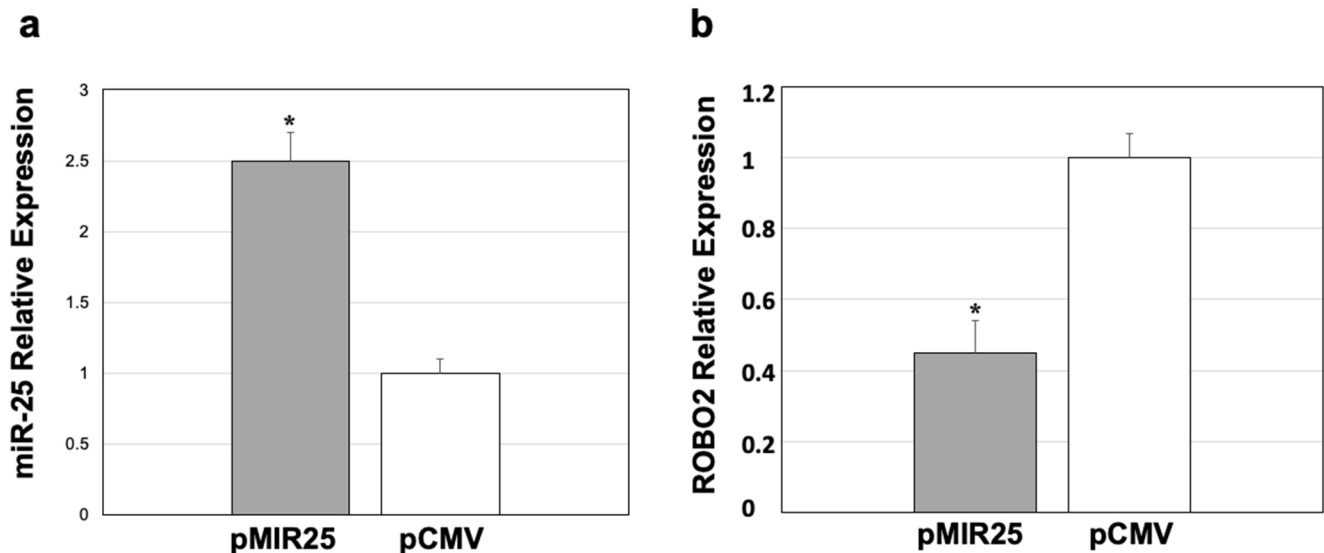 a
miR-25 Relative Expression
3
2.5
2
1.5
1
0.5
0
*
pMIR25
pCMV
b
ROBO2 Relative Expression
1.2
1
0.8
0.6
0.4
0.2
0
*
pMIR25
pCMV